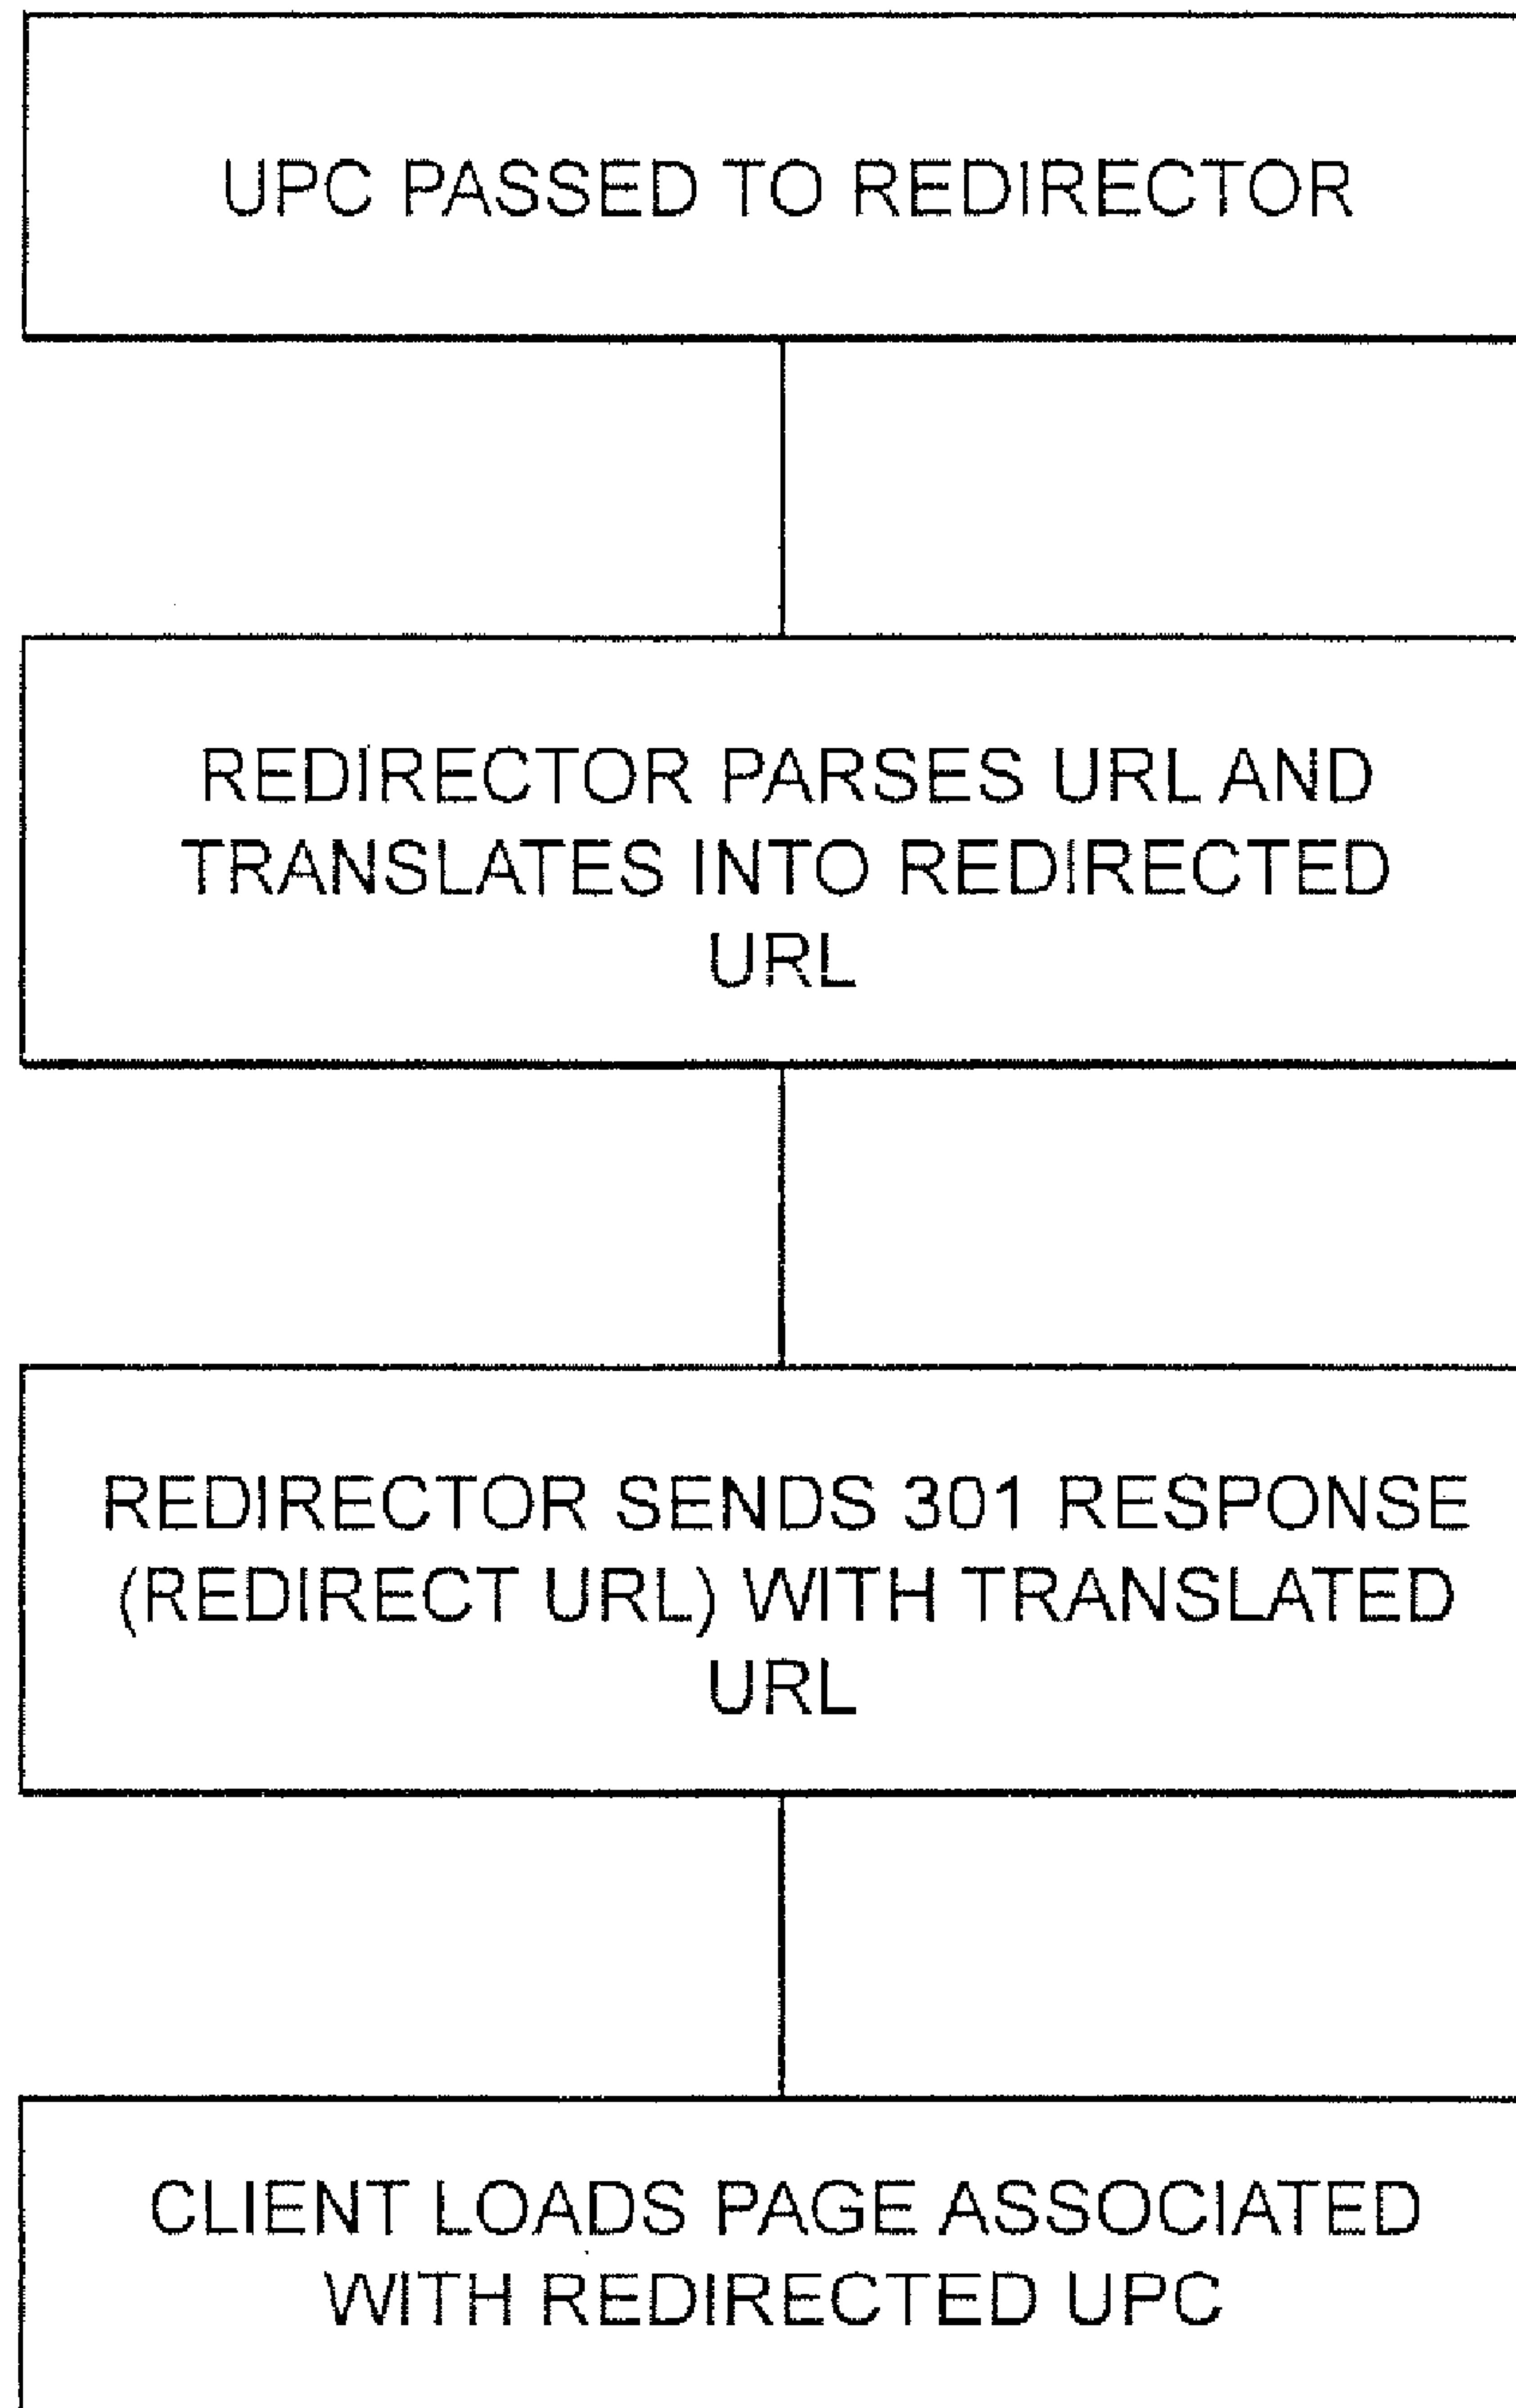 UPC PASSED TO REDIRECTOR
REDIRECTOR PARSES URL AND
TRANSLATES INTO REDIRECTED
URL
REDIRECTOR SENDS 301 RESPONSE
(REDIRECT URL) WITH TRANSLATED
URL
CLIENT LOADS PAGE ASSOCIATED
WITH REDIRECTED UPC